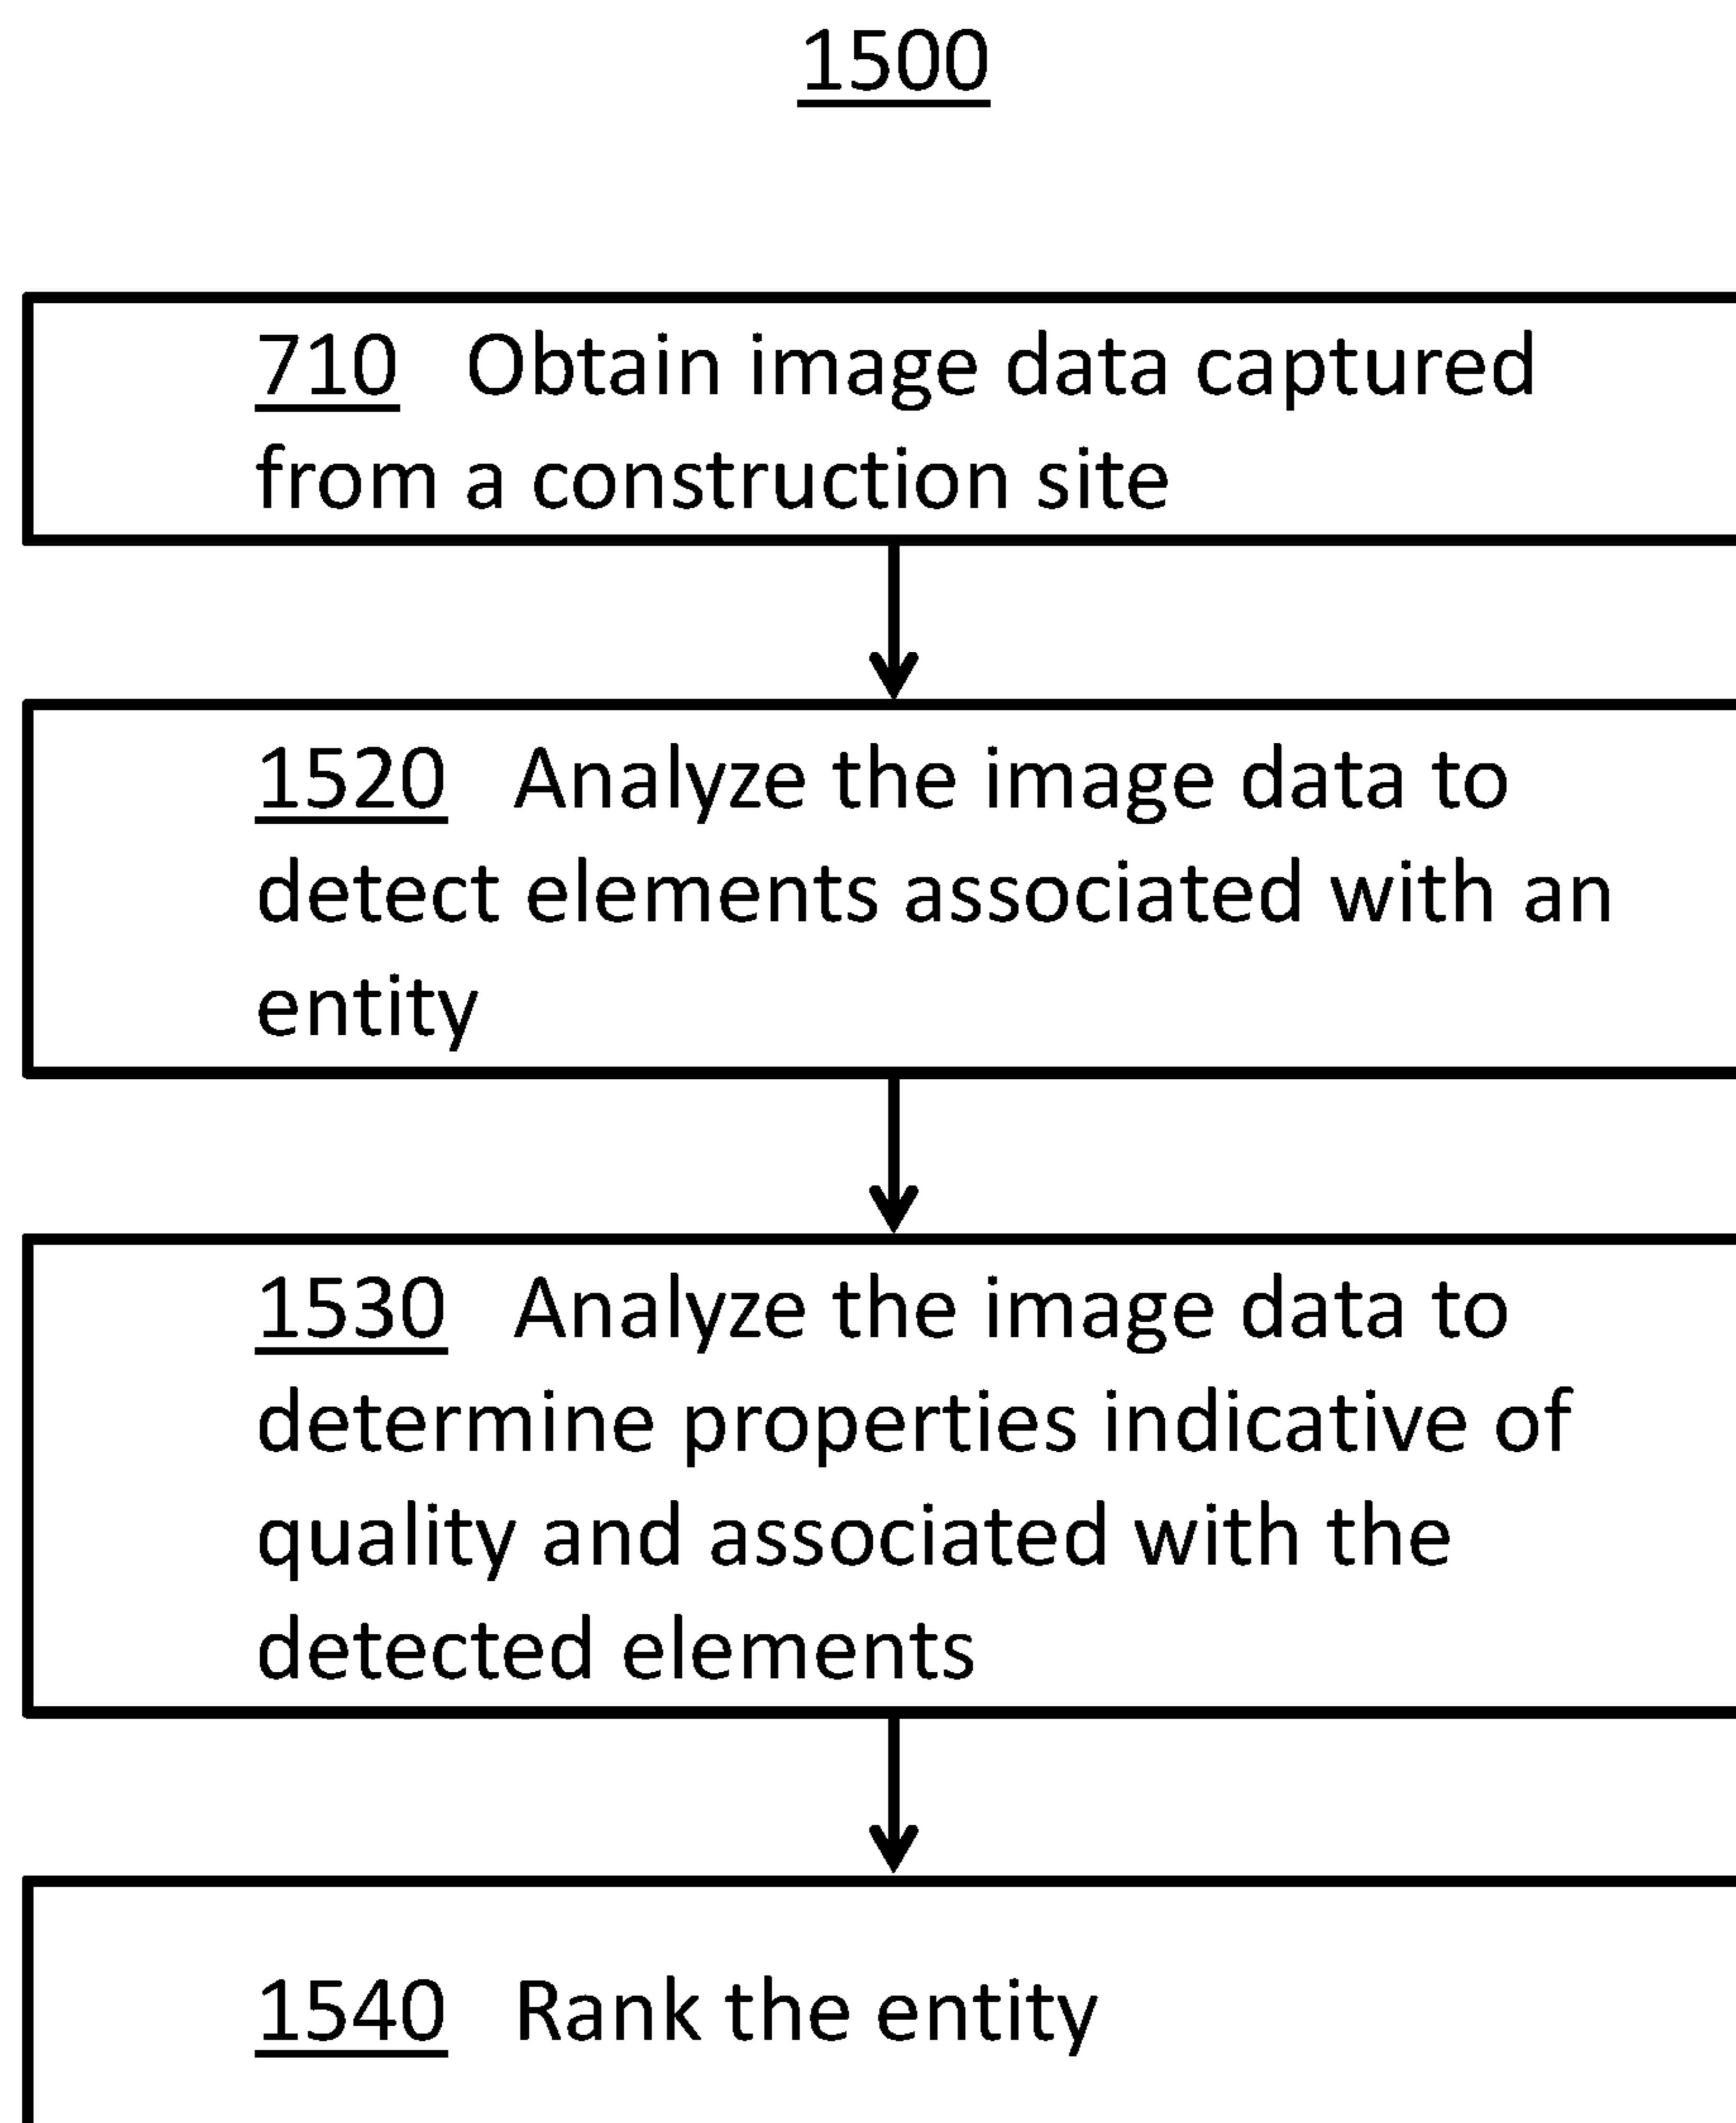 1500
710 Obtain image data captured
from a construction site
1520 Analyze the image data to
detect elements associated with an
entity
1530 Analyze the image data to
determine properties indicative of
quality and associated with the
detected elements
1540 Rank the entity